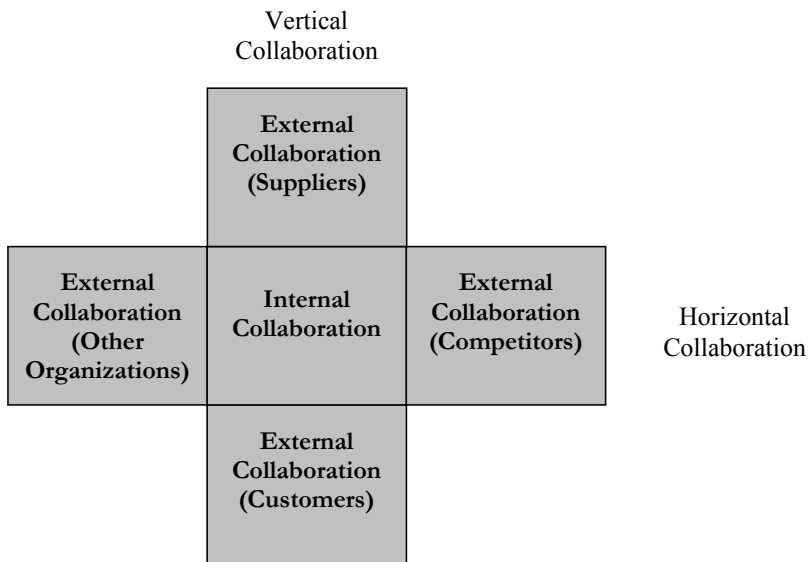 Vertical
Collaboration
External
Collaboration
(Suppliers)
External
Collaboration
(Other
Organizations)
Internal
Collaboration
External
Collaboration
(Competitors)
Horizontal
Collaboration
External
Collaboration
(Customers)